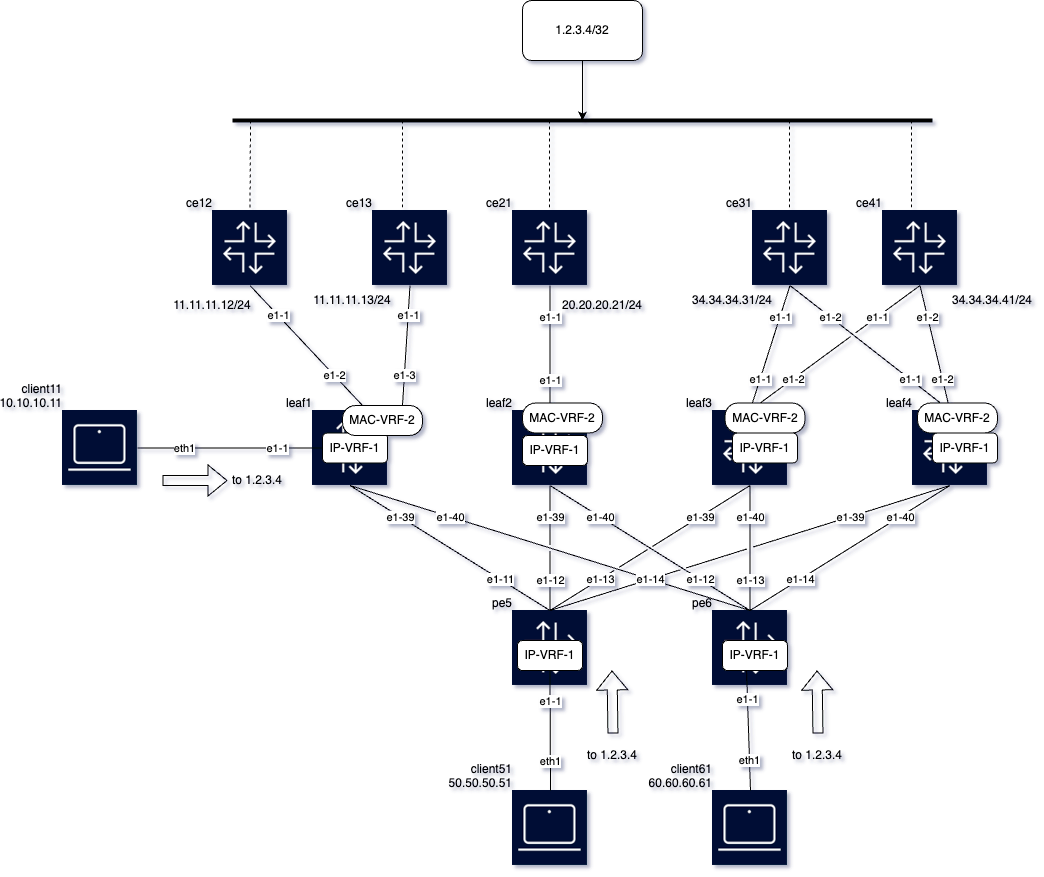 1.2.3.4/32
ce12
ce13
ce21
ce31
ce41
11.11.11.12/24
11.11.11.13/24
20.20.20.21/24
34.34.34.31/24
34.34.34.41/24
e1-1
e1-1
e1-1
e1-1
e1-2
e1-1
e1-2
e1-2
e1-3
e1-1
e1-1
e1-2
e1-1
e1-2
client11
10.10.10.11
leaf1
MAC-VRF-2
IP-VRF-1
leaf2
MAC-VRF-2
IP-VRF-1
leaf3
MAC-VRF-2
IP-VRF-1
leaf4
MAC-VRF-2
IP-VRF-1
eth1
e1-1
to 1.2.3.4
e1-39
e1-40
e1-39
e1-40
e1-39
e1-40
e1-39
e1-40
e1-11
e1-12
e1-13
e1-14
e1-12
e1-13
e1-14
pe5
IP-VRF-1
pe6
IP-VRF-1
e1-1
e1-1
to 1.2.3.4
to 1.2.3.4
eth1
eth1
client51
50.50.50.51
client61
60.60.60.61